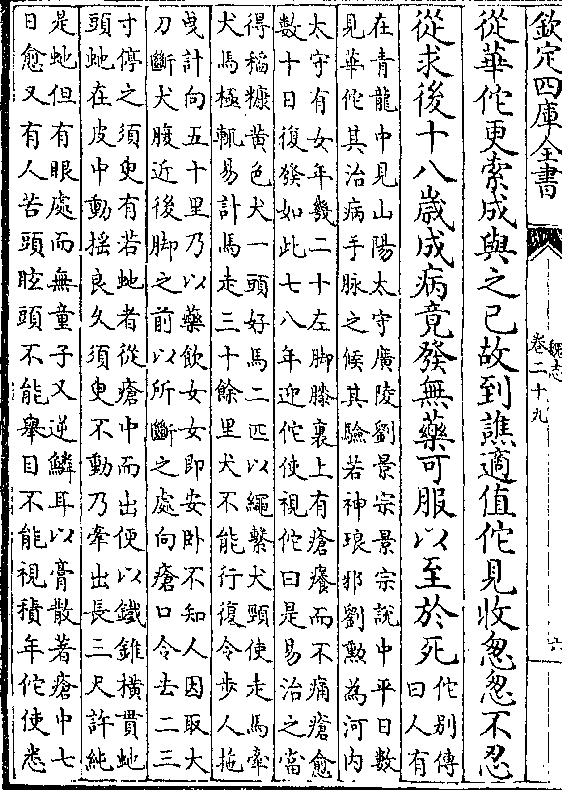 欽定四庫全書
魏志
卷二十九
六
從華佗更索成與之已故到譙適值佗見收忽忽不忍
從求後十八歲成病竟發無藥可服以至於死
佗别傳
曰人有
在青龍中見山陽太守廣陵劉景宗景宗說中平日數
見華佗其治病手脉之候其驗若神琅邪劉勲為河内
太守有女年幾二十左脚膝裏上有瘡癢而不痛瘡愈
數十日復發如此七八年迎佗使視佗曰是易治之當
得稻糠黄色犬一頭好馬二匹以繩繫犬頸使走馬牽
犬馬極輒易計馬走三十餘里犬不能行復令步人拖
曵計向五十里乃以藥飲女女即安卧不知人因取大
刀斷犬腹近後脚之前以所斷之處向瘡口令去二三
寸停之須臾有若虵者從瘡中而出便以鐵錐横貫虵
頭虵在皮中動揺良久須臾不動乃牽出長三尺許純
是虵但有眼處而無童子又逆鱗耳以膏散著瘡中七
日愈又有人苦頭眩頭不能舉目不能視積年佗使悉